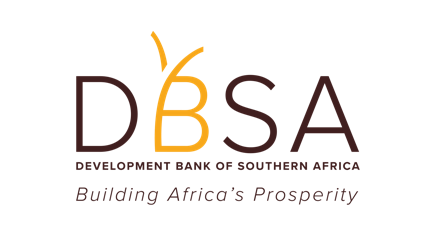 DBSA
DEVELOPMENT BANK OF SOUTHERN AFRICA
Building Africa's Prosperity